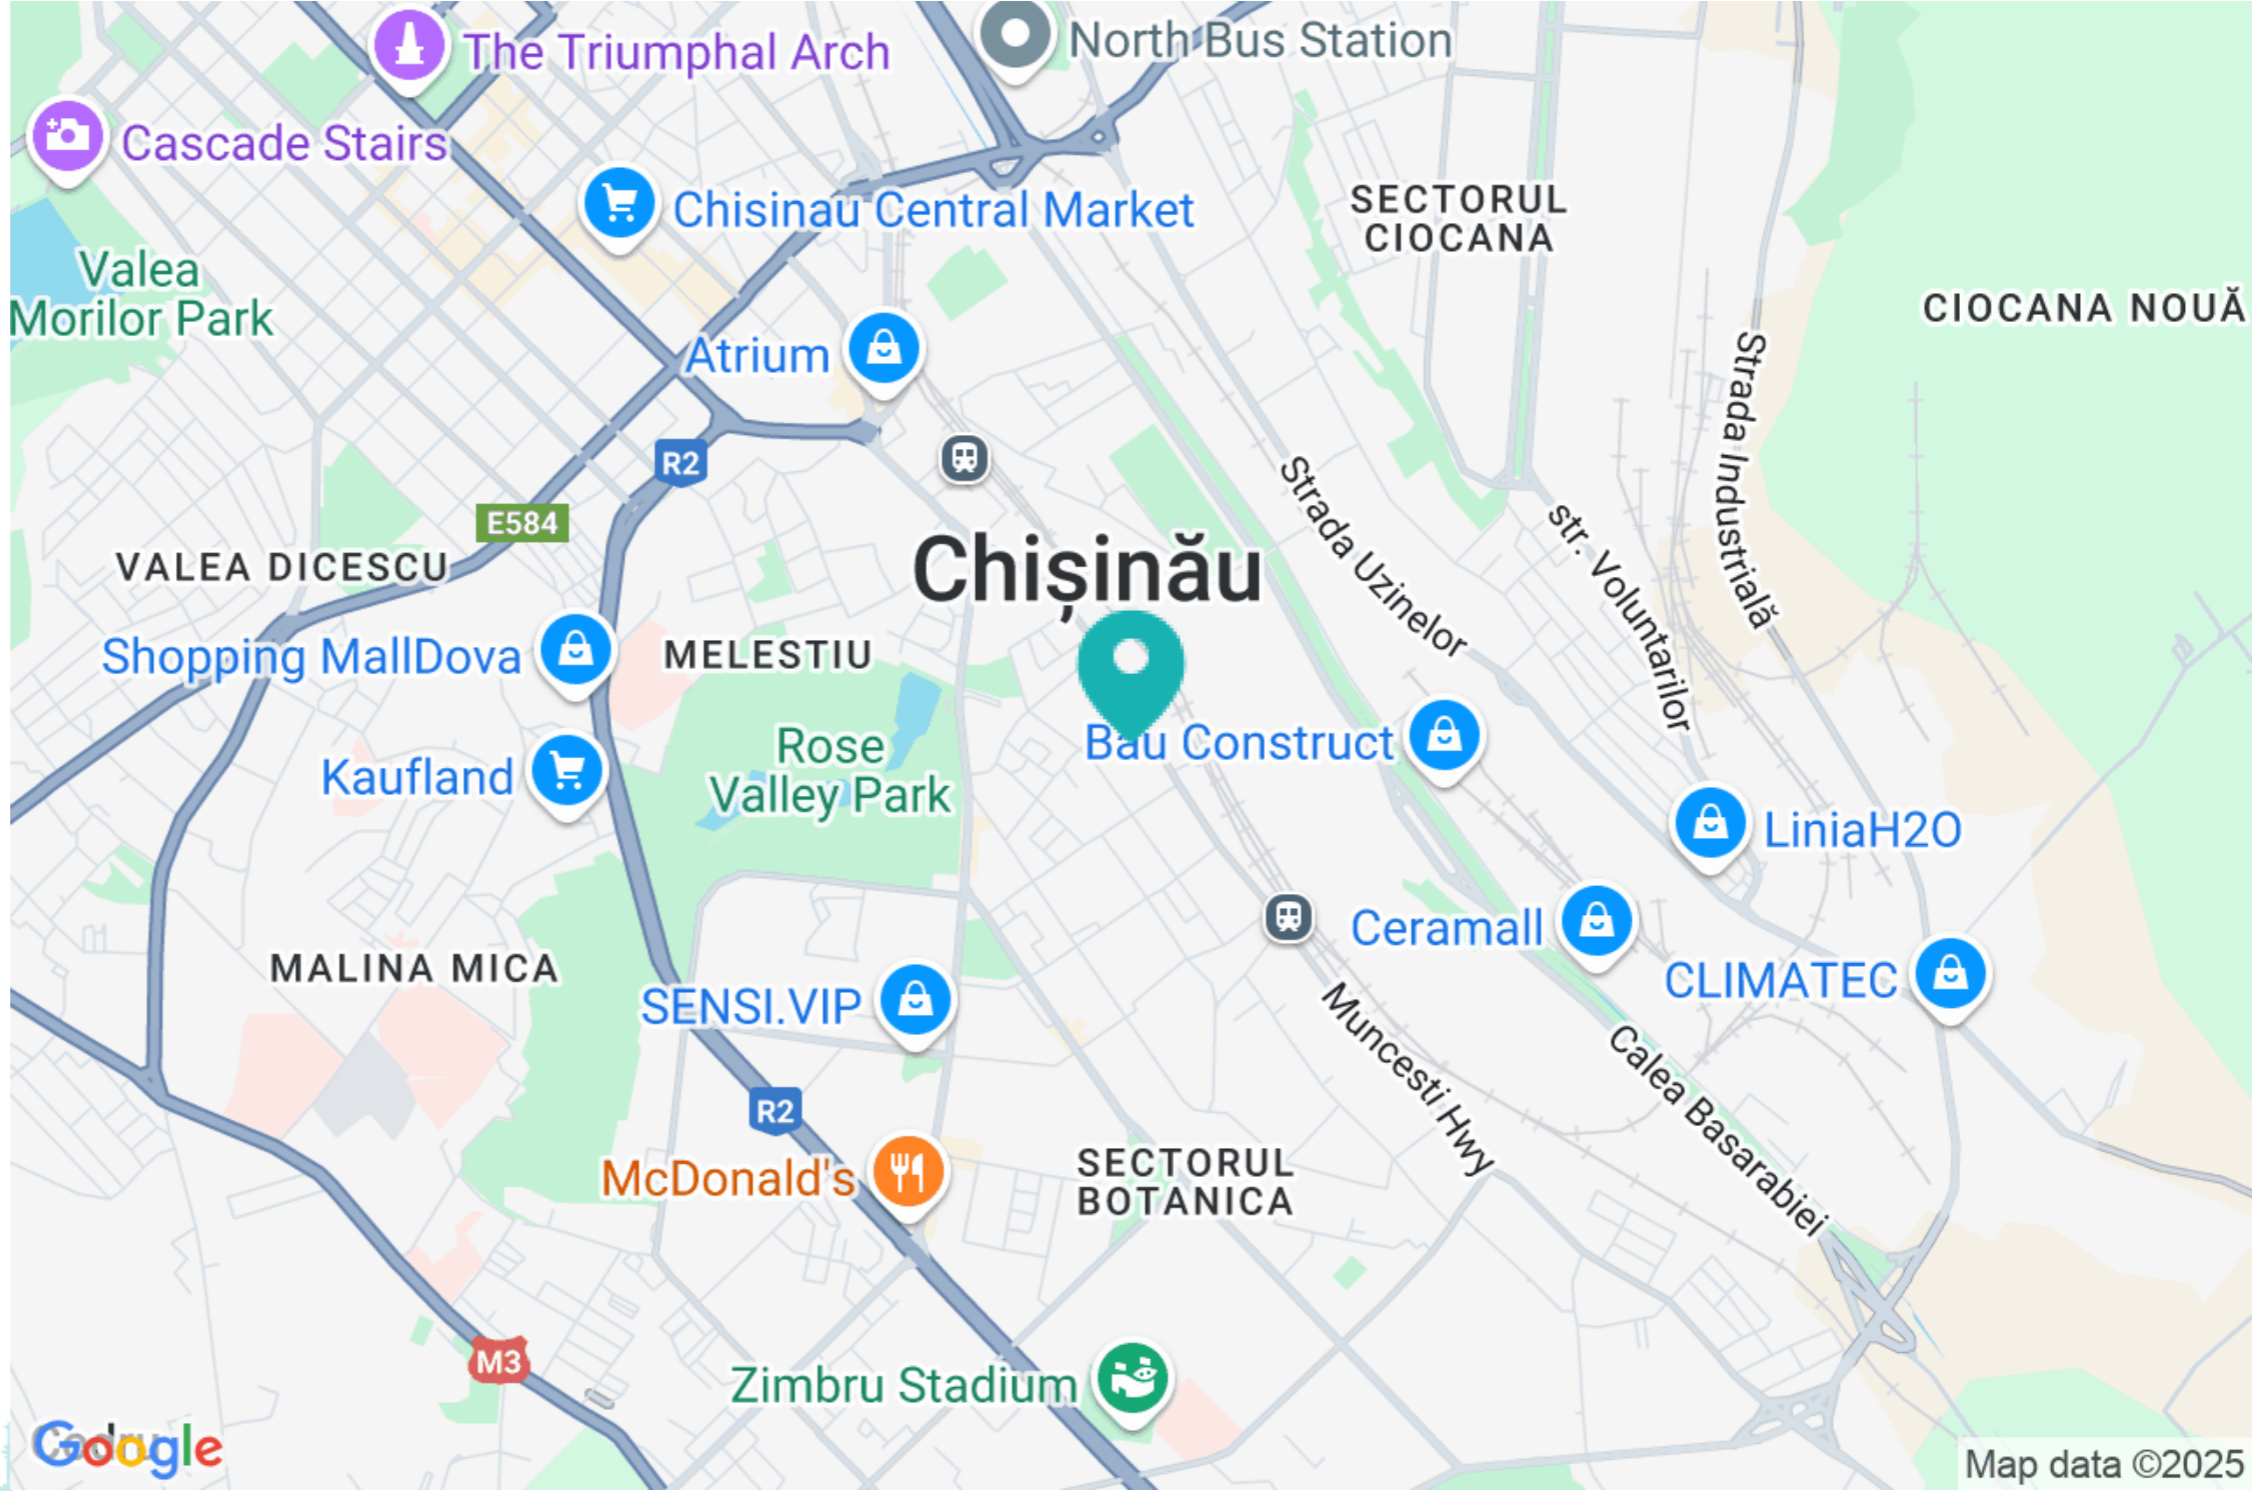 The Triumphal Arch
North Bus Station
Cascade Stairs
Chisinau Central Market
SECTORUL
CIOCANA
Valea
Morilor Park
CIOCANA NOUĂ
Atrium
Strada Industrială
R2
E584
Strada Uzinelor
str. Voluntarilor
VALEA DICESCU
Chișinău
Shopping MallDova
MELESTIU
Rose
Valley Park
Bau Construct
Kaufland
LiniaH2O
Ceramall
MALINA MICA
CLIMATEC
SENSI.VIP
Muncesti Hwy
Calea Basarabiei
R2
McDonald's
SECTORUL
BOTANICA
M3
Zimbru Stadium
Codru
Google
Map data ©2025